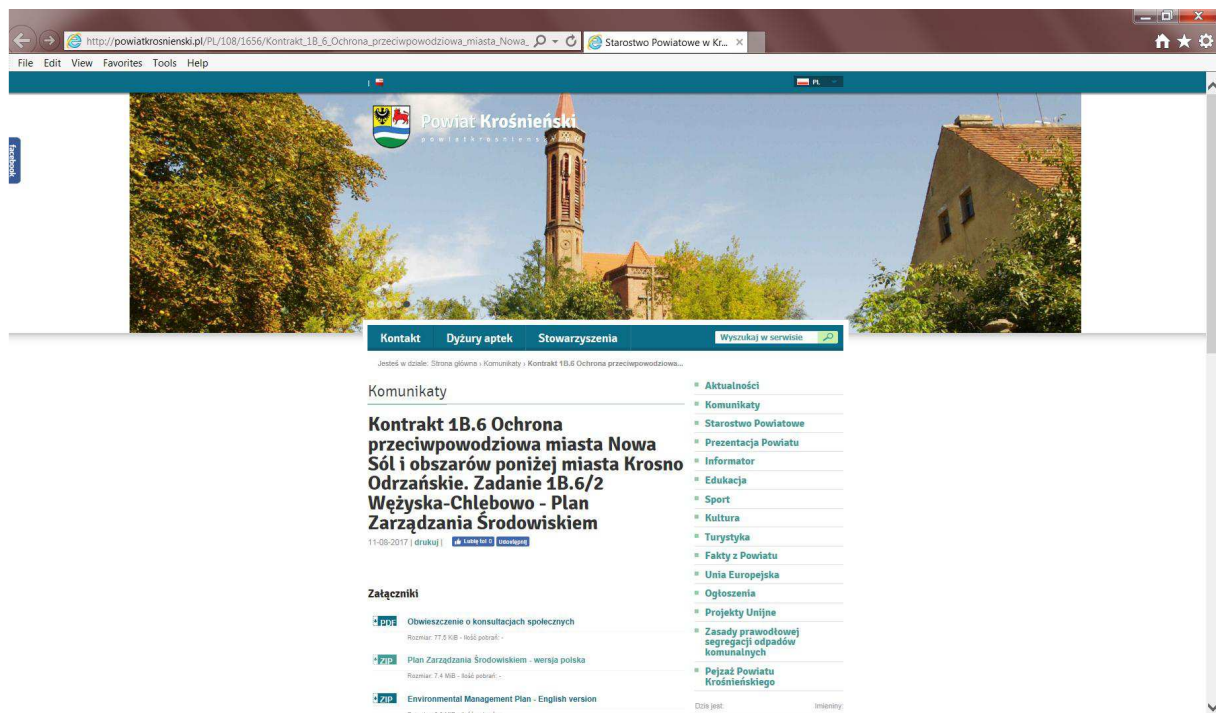 http://powiatkrosnienski.pl/PL/108/1656/Kontrakt_1B_6_Ochrona_przeciwpowodziowa_miasta_Nowa_
Starostwo Powiatowe w Kr...
File Edit View Favorites Tools Help
PL
facebook
Powiat Krośnieński
Kontakt Dyżury aptek Stowarzyszenia
Wyszukaj w serwisie
Jesteś w dziale: Strona główna › Komunikaty › Kontrakt 1B.6 Ochrona przeciwpowodziowa...
Komunikaty
Kontrakt 1B.6 Ochrona
przeciwpowodziowa miasta Nowa
Sól i obszarów poniżej miasta Krosno
Odrzańskie. Zadanie 1B.6/2
Wężyska-Chlebowo - Plan
Zarządzania Środowiskiem
11-08-2017 | drukuj | Lubię to! 0 Udostępnij
Załączniki
PDF Obwieszczenie o konsultacjach społecznych
Rozmiar: 77.5 KiB - Ilość pobrań: -
ZIP Plan Zarządzania Środowiskiem - wersja polska
Rozmiar: 7.4 MiB - Ilość pobrań: -
ZIP Environmental Management Plan - English version
Aktualności
Komunikaty
Starostwo Powiatowe
Prezentacja Powiatu
Informator
Edukacja
Sport
Kultura
Turystyka
Fakty z Powiatu
Unia Europejska
Ogłoszenia
Projekty Unijne
Zasady prawodłowej
segregacji odpadów
komunalnych
Pejzaż Powiatu
Krośnieńskiego
Dziś jest: Imieniny: